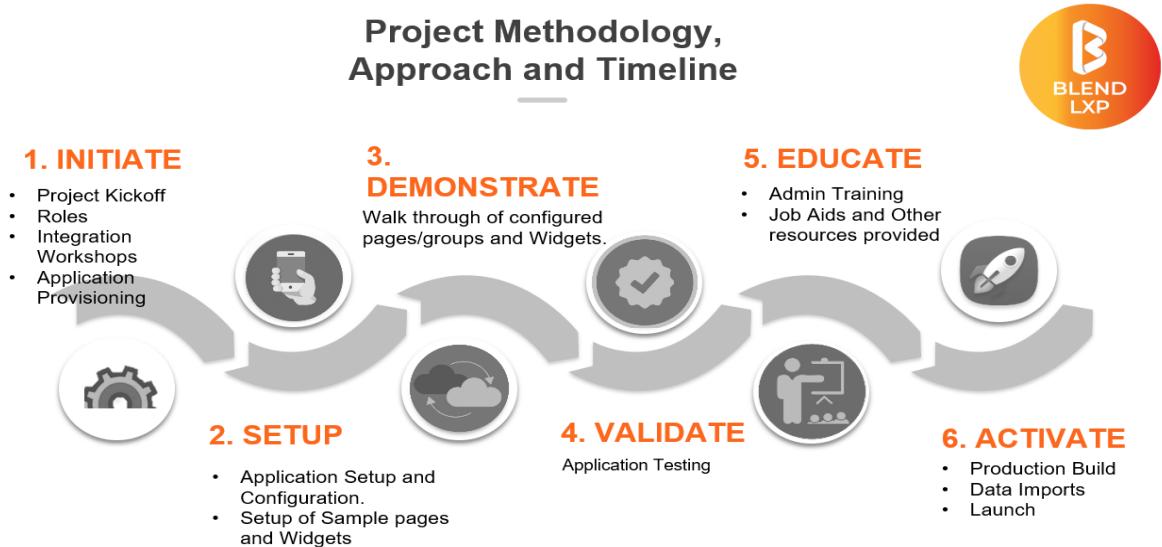 Project Methodology,
Approach and Timeline
BLEND
LXP
1. INITIATE
• Project Kickoff
• Roles
• Integration
Workshops
• Application
Provisioning
2. SETUP
• Application Setup and
Configuration.
• Setup of Sample pages
and Widgets
3.
DEMONSTRATE
Walk through of configured
pages/groups and Widgets.
4. VALIDATE
Application Testing
5. EDUCATE
• Admin Training
• Job Aids and Other
resources provided
6. ACTIVATE
• Production Build
• Data Imports
• Launch